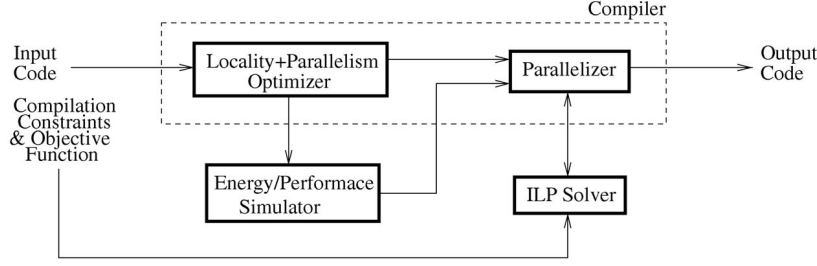 Compiler
Input
Code
Locality+Parallelism
Optimizer
Parallelizer
Output
Code
Compilation
Constraints
& Objective
Function
Energy/Performace
Simulator
ILP Solver